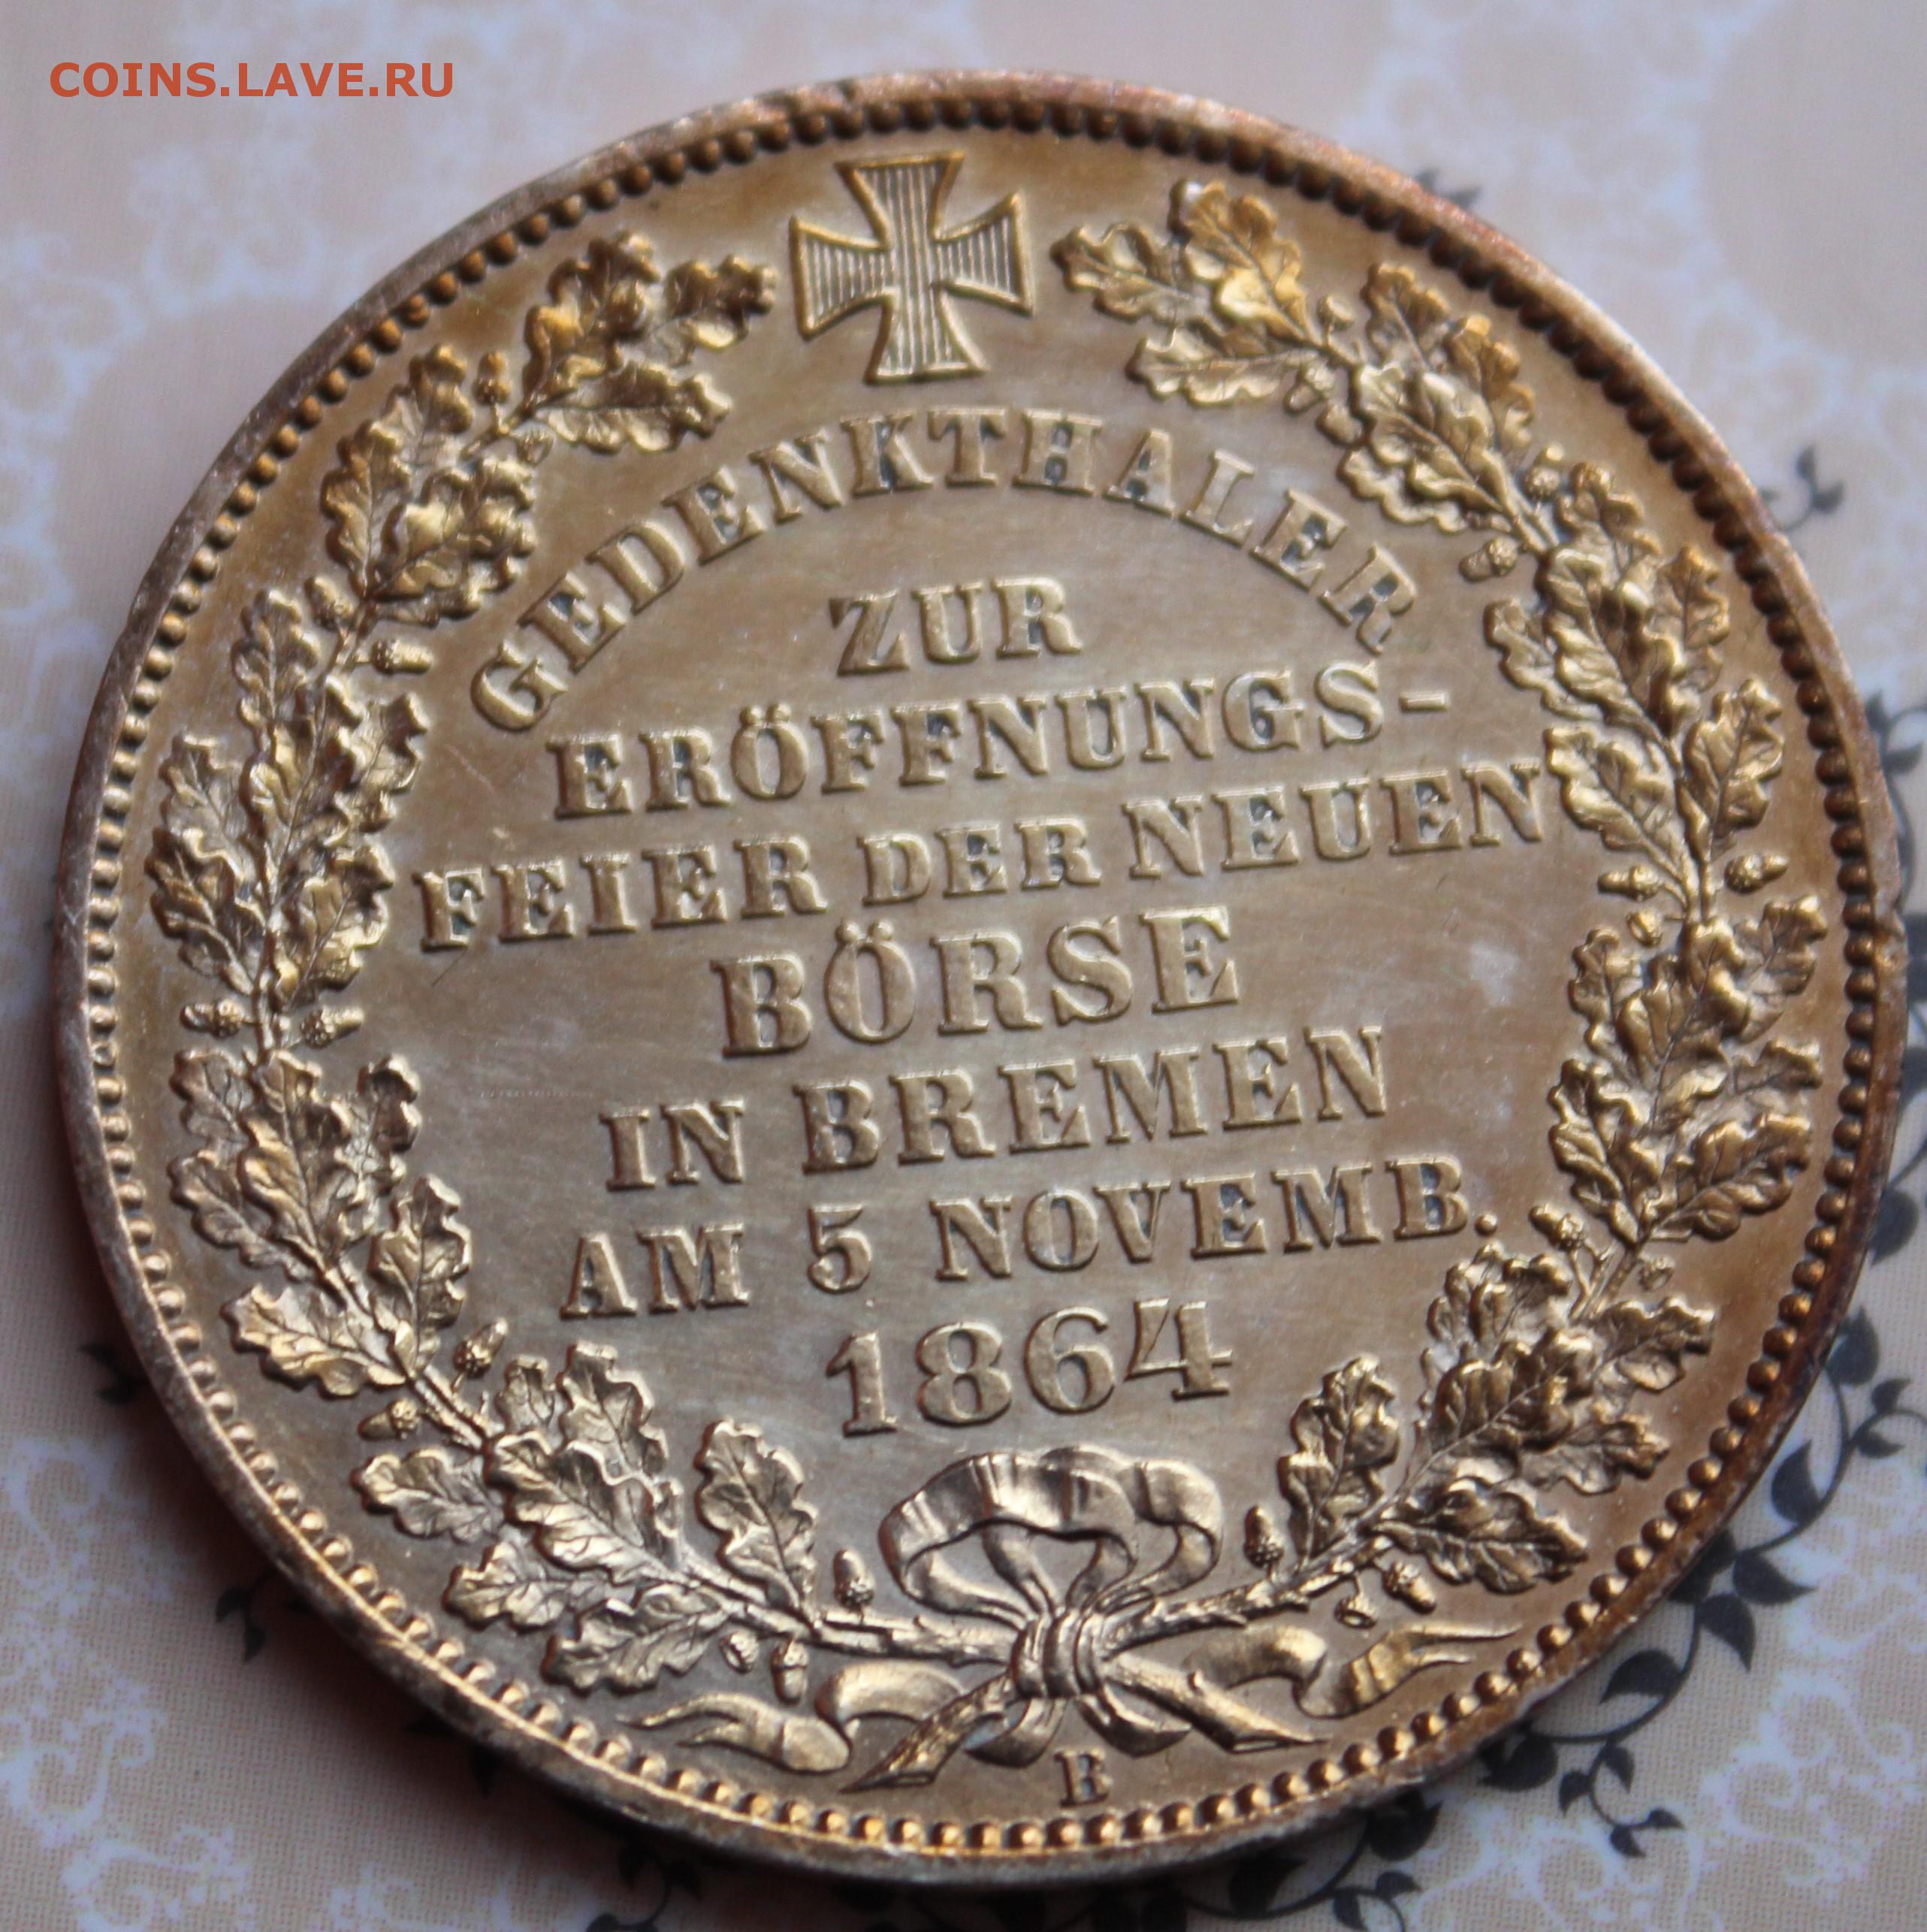 COINS.LAVE.RU
GEDENKTHALER
ZUR
ERÖFFNUNGS-
FEIER DER NEUEN
BÖRSE
IN BREMEN
AM 5 NOVEMB.
1864
B